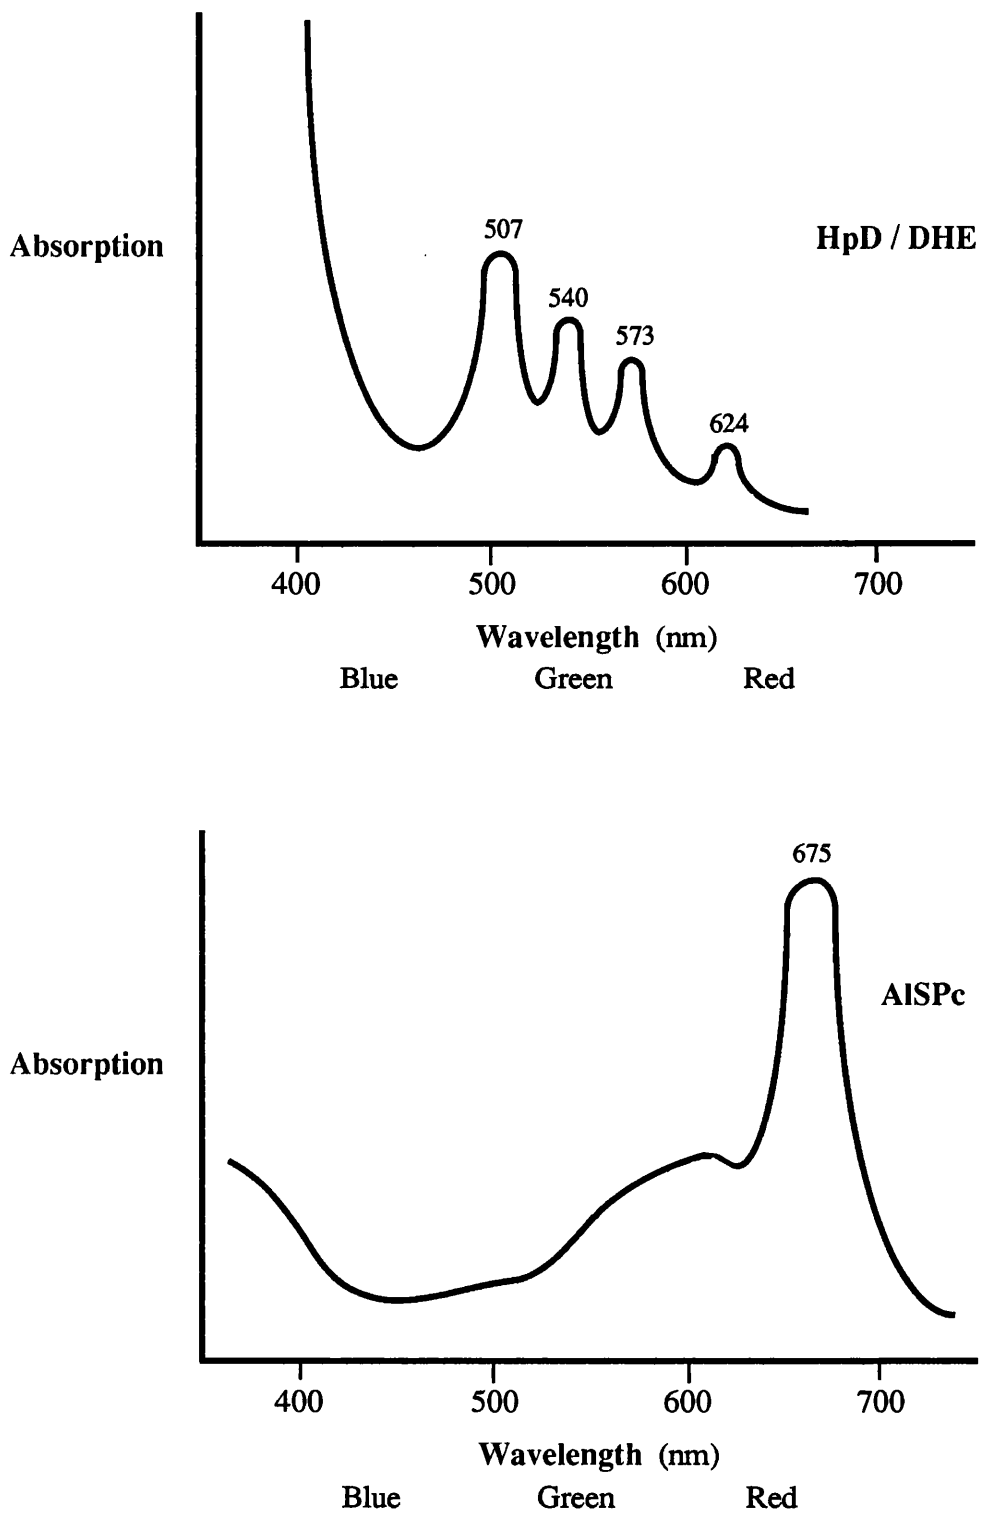 507
Absorption
HpD / DHE
540
573
624
400 500 600 700
Wavelength (nm)
Blue Green Red
675
AlSPc
Absorption
400 500 600 700
Wavelength (nm)
Blue Green Red